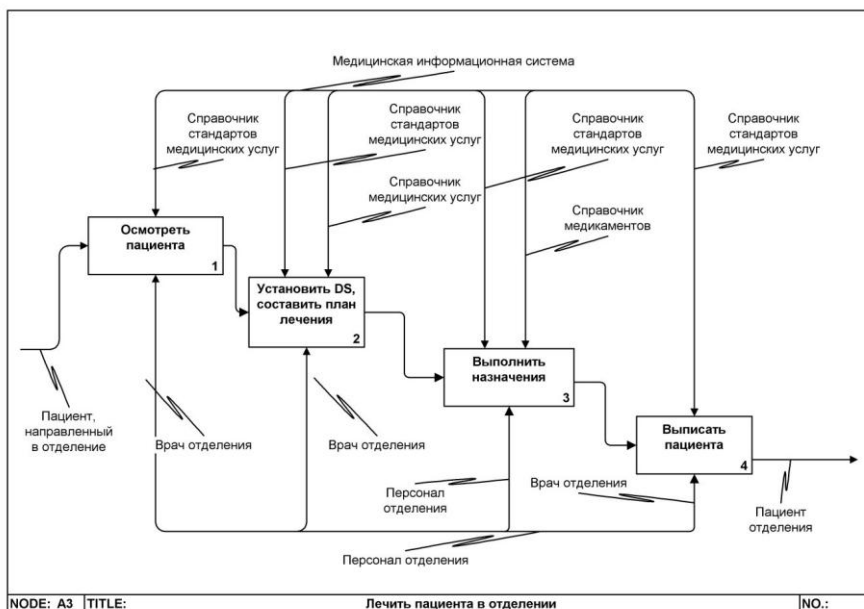 Медицинская информационная система
Справочник
стандартов
медицинских услуг
Справочник
стандартов
медицинских услуг
Справочник
стандартов
медицинских услуг
Справочник
стандартов
медицинских услуг
Справочник
медицинских услуг
Справочник
медикаментов
Осмотреть
пациента
1
Установить DS,
составить план
лечения
2
Выполнить
назначения
3
Выписать
пациента
4
Пациент,
направленный
в отделение
Врач отделения
Врач отделения
Персонал
отделения
Врач отделения
Пациент
отделения
Персонал отделения
NODE: A3 TITLE: Лечить пациента в отделении NO.: